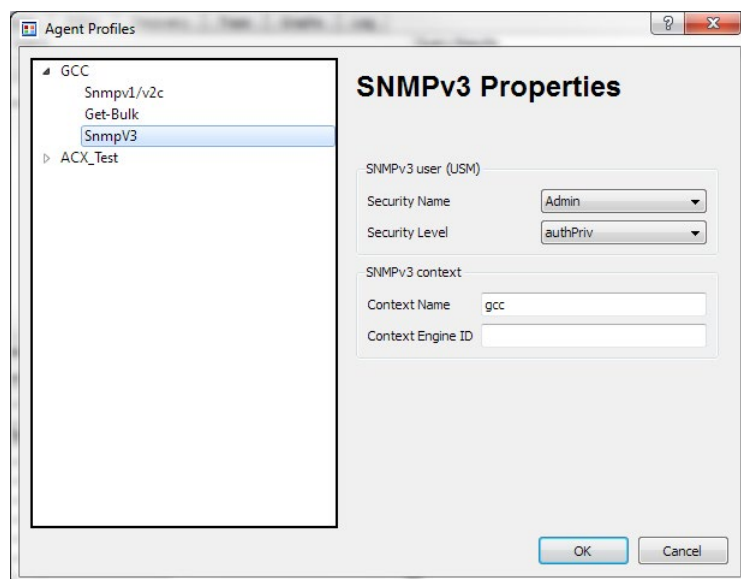 Agent Profiles
GCC
Snmpv1/v2c
Get-Bulk
SnmpV3
ACX_Test
SNMPv3 Properties
SNMPv3 user (USM)
Security Name
Admin
Security Level
authPriv
SNMPv3 context
Context Name
gcc
Context Engine ID
OK
Cancel